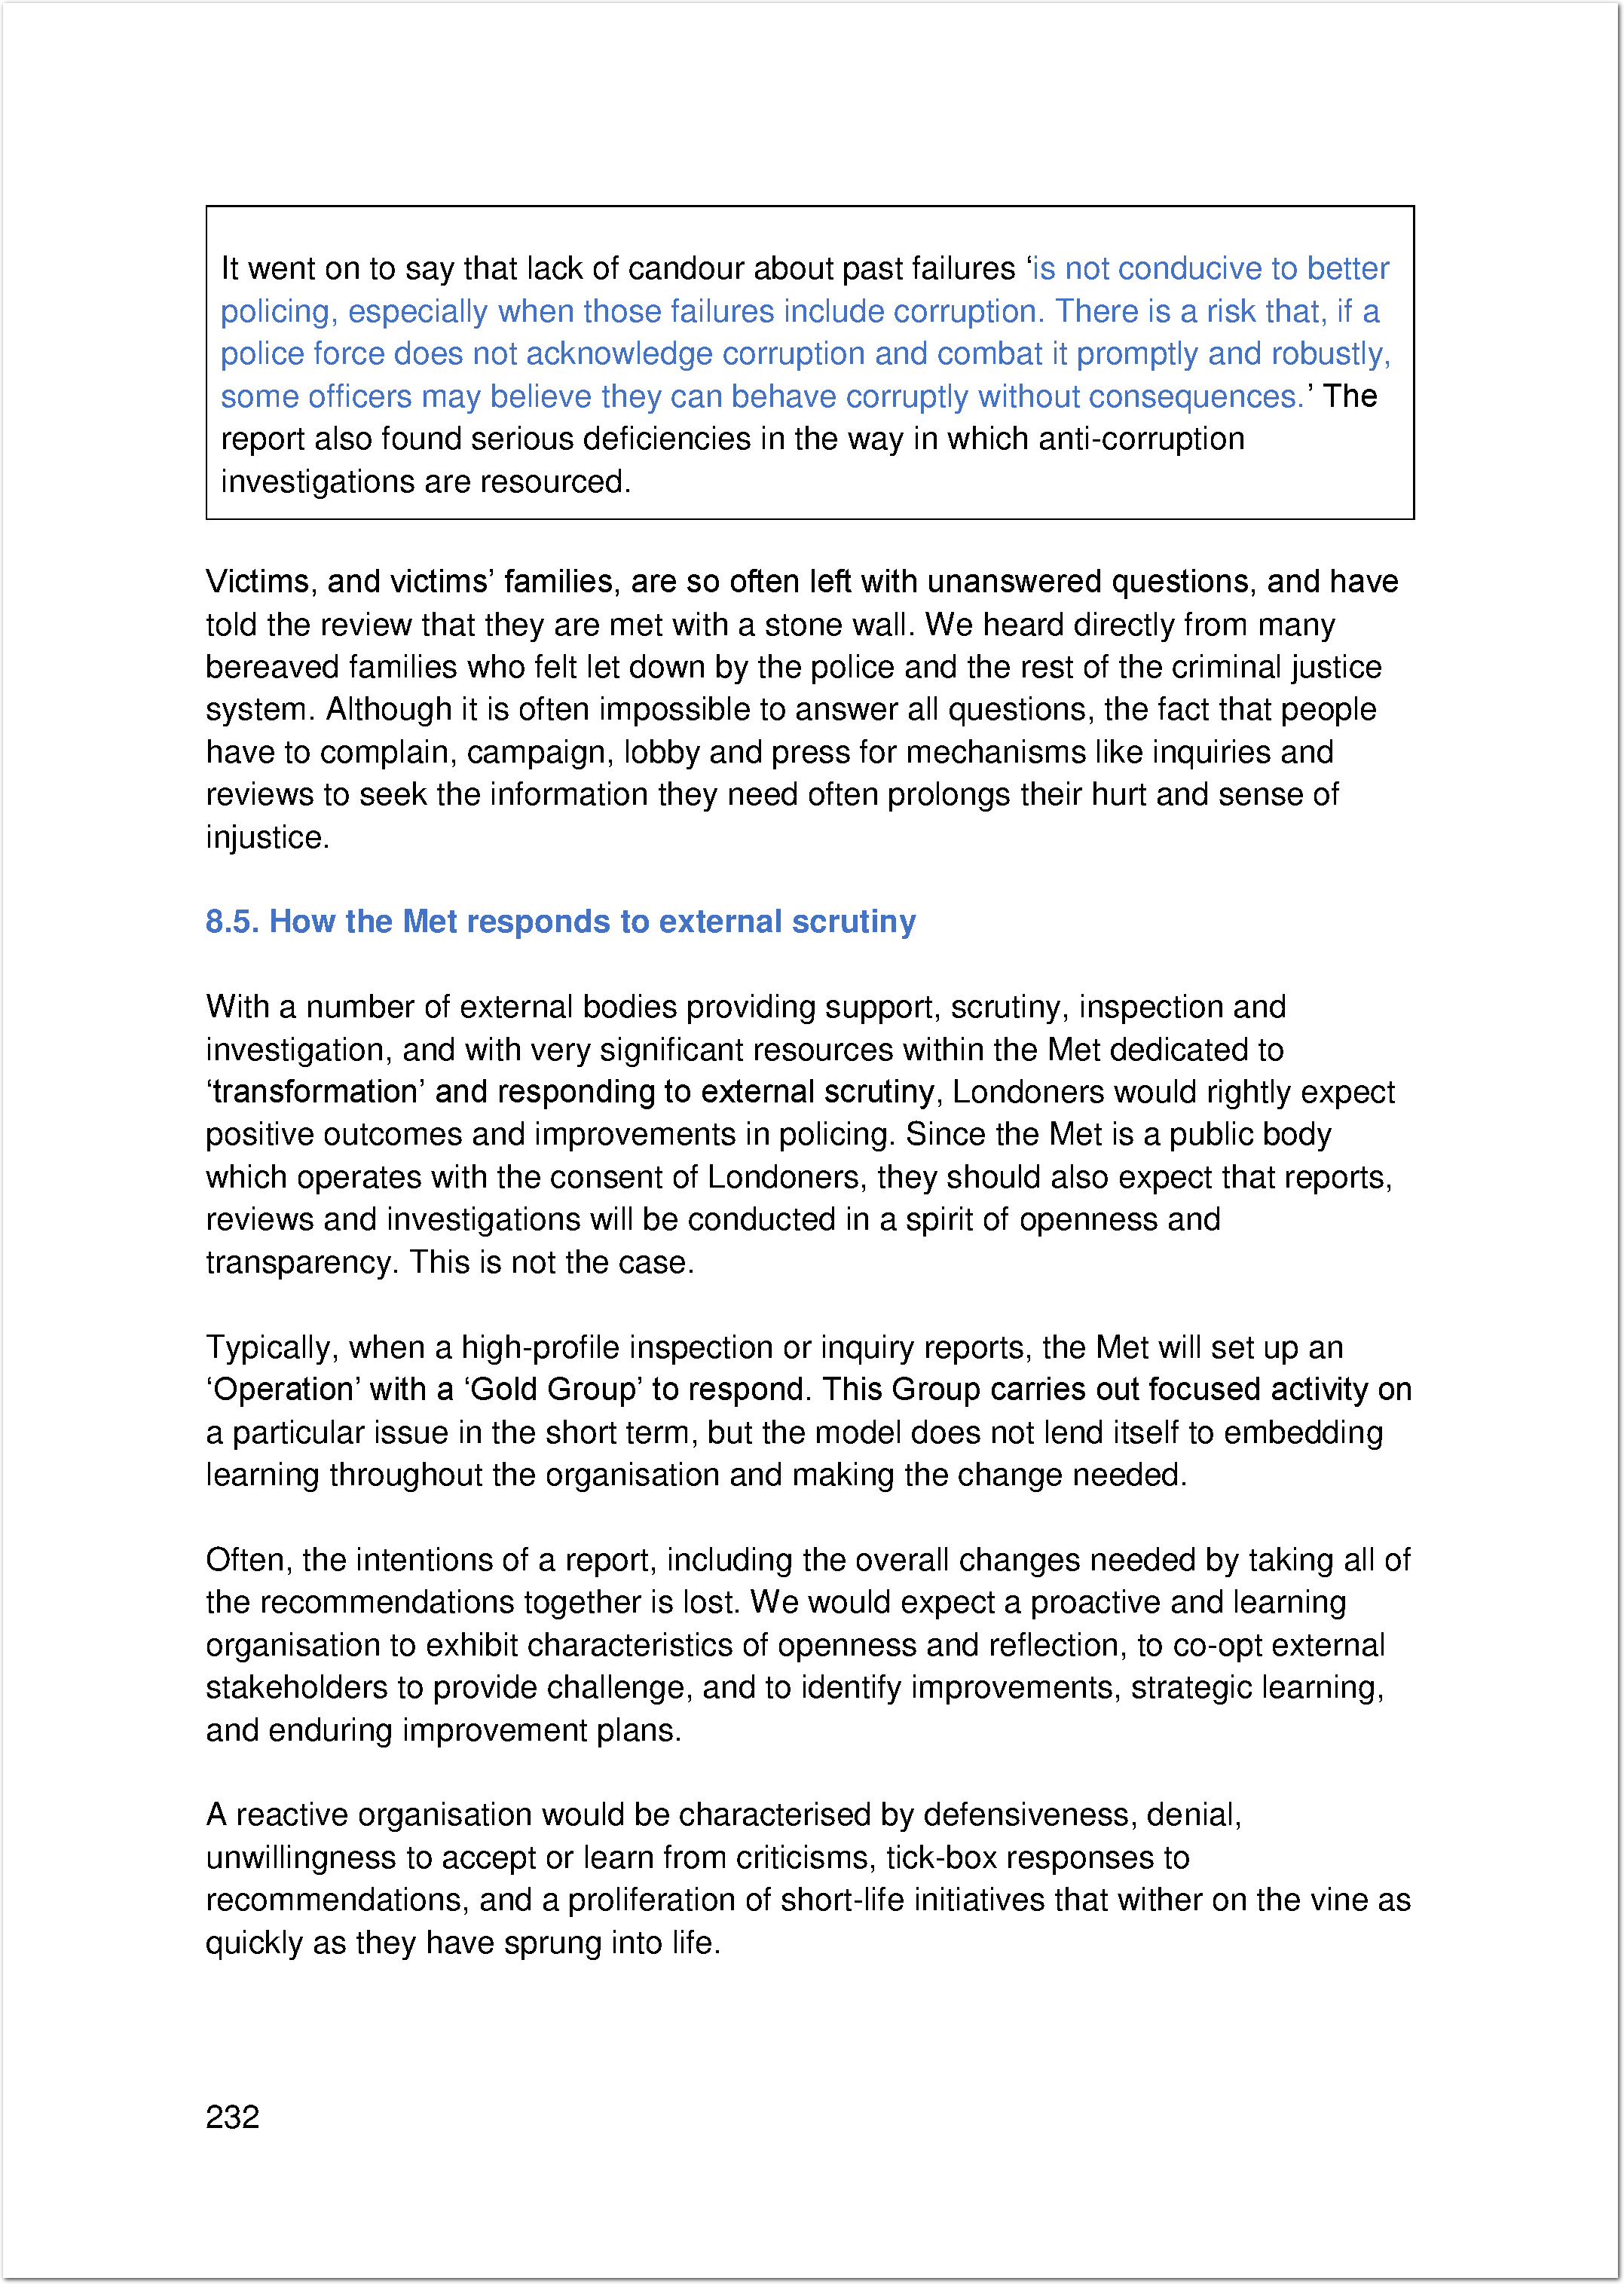 It went on to say that lack of candour about past failures ‘is not conducive to better
policing, especially when those failures include corruption. There is a risk that, if a
police force does not acknowledge corruption and combat it promptly and robustly,
some officers may believe they can behave corruptly without consequences.’ The
report also found serious deficiencies in the way in which anti-corruption
investigations are resourced.
Victims, and victims’ families, are so often left with unanswered questions, and have
told the review that they are met with a stone wall. We heard directly from many
bereaved families who felt let down by the police and the rest of the criminal justice
system. Although it is often impossible to answer all questions, the fact that people
have to complain, campaign, lobby and press for mechanisms like inquiries and
reviews to seek the information they need often prolongs their hurt and sense of
injustice.
8.5. How the Met responds to external scrutiny
With a number of external bodies providing support, scrutiny, inspection and
investigation, and with very significant resources within the Met dedicated to
‘transformation’ and responding to external scrutiny, Londoners would rightly expect
positive outcomes and improvements in policing. Since the Met is a public body
which operates with the consent of Londoners, they should also expect that reports,
reviews and investigations will be conducted in a spirit of openness and
transparency. This is not the case.
Typically, when a high-profile inspection or inquiry reports, the Met will set up an
‘Operation’ with a ‘Gold Group’ to respond. This Group carries out focused activity on
a particular issue in the short term, but the model does not lend itself to embedding
learning throughout the organisation and making the change needed.
Often, the intentions of a report, including the overall changes needed by taking all of
the recommendations together is lost. We would expect a proactive and learning
organisation to exhibit characteristics of openness and reflection, to co-opt external
stakeholders to provide challenge, and to identify improvements, strategic learning,
and enduring improvement plans.
A reactive organisation would be characterised by defensiveness, denial,
unwillingness to accept or learn from criticisms, tick-box responses to
recommendations, and a proliferation of short-life initiatives that wither on the vine as
quickly as they have sprung into life.
232